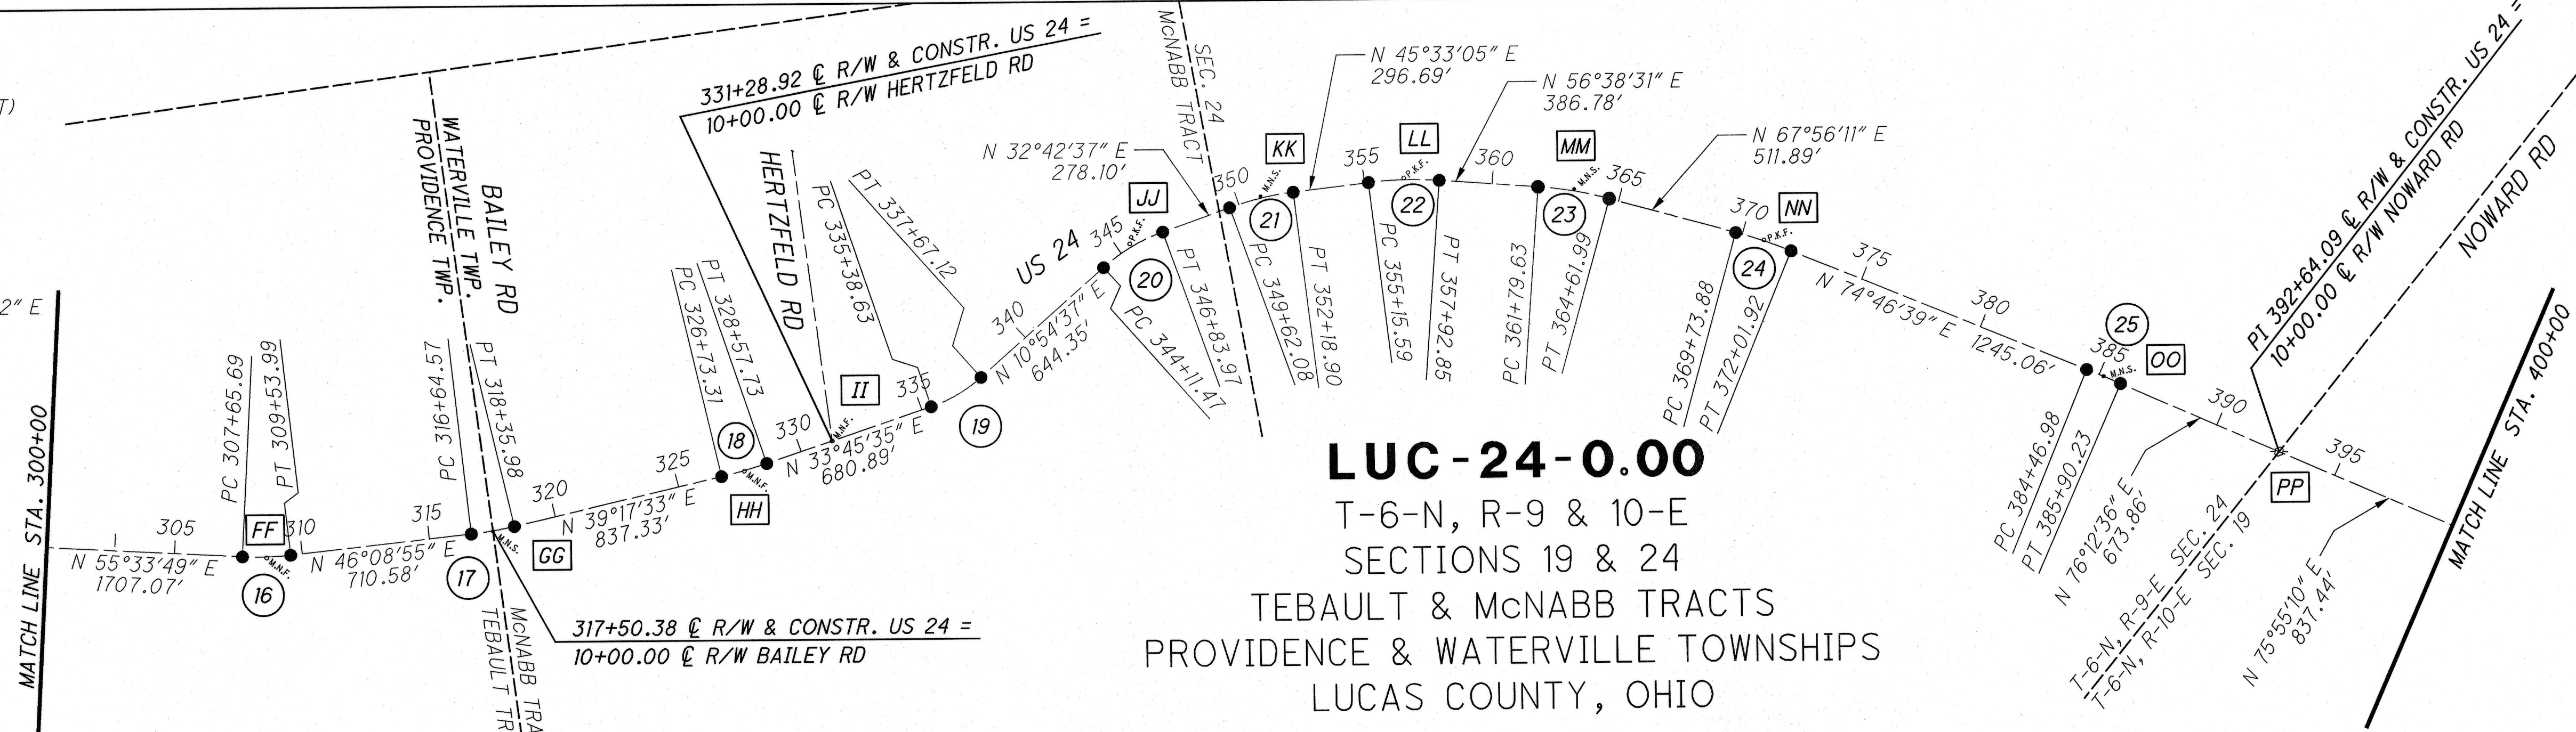 T)
2" E
MATCH LINE STA. 300+00
305
N 55°33'49" E
1707.07'
PC 307+65.69
PT 309+53.99
FF
310
M.N.F.
16
N 46°08'55" E
710.58'
315
WATERVILLE TWP.
PROVIDENCE TWP.
BAILEY RD
PC 316+64.57
PT 318+35.98
17
M.N.S.
GG
McNABB TRA
TEBAULT TR
317+50.38 ℄ R/W & CONSTR. US 24 =
10+00.00 ℄ R/W BAILEY RD
320
N 39°17'33" E
837.33'
325
PC 326+73.31
PT 328+57.73
18
M.N.F.
HH
331+28.92 ℄ R/W & CONSTR. US 24 =
10+00.00 ℄ R/W HERTZFELD RD
HERTZFELD RD
330
M.N.F.
II
N 33°45'35" E
680.89'
335
PC 335+38.63
PT 337+67.12
19
340
N 10°54'37" E
644.35'
US 24
345
P.K.F.
JJ
20
PC 344+11.47
PT 346+83.97
N 32°42'37" E
278.10'
SEC. 24
McNABB TRACT
350
M.N.S.
KK
21
PC 349+62.08
PT 352+18.90
N 45°33'05" E
296.69'
355
P.K.F.
LL
22
PC 355+15.59
PT 357+92.85
N 56°38'31" E
386.78'
360
M.N.S.
MM
23
PC 361+79.63
PT 364+61.99
365
N 67°56'11" E
511.89'
370
P.K.F.
NN
24
PC 369+73.88
PT 372+01.92
375
N 74°46'39" E
1245.06'
380
25
385
M.N.S.
OO
PC 384+46.98
PT 385+90.23
390
N 76°12'36" E
673.86'
PI 392+64.09 ℄ R/W & CONSTR. US 24 =
10+00.00 ℄ R/W NOWARD RD
NOWARD RD
PP
395
T-6-N, R-9-E SEC. 24
T-6-N, R-10-E SEC. 19
N 75°55'10" E
837.44'
MATCH LINE STA. 400+00
LUC-24-0.00
T-6-N, R-9 & 10-E
SECTIONS 19 & 24
TEBAULT & McNABB TRACTS
PROVIDENCE & WATERVILLE TOWNSHIPS
LUCAS COUNTY, OHIO